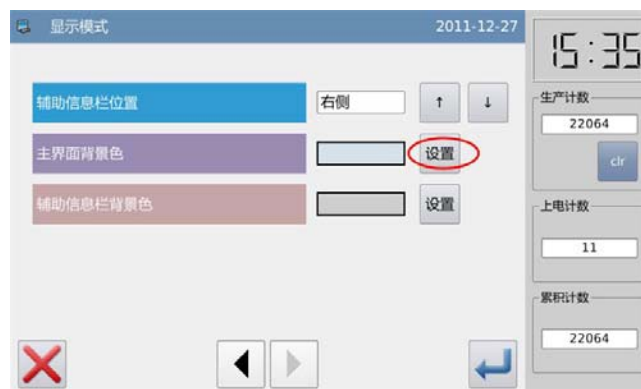 显示模式 2011-12-27
15:35
辅助信息栏位置 右侧 ↑ ↓
主界面背景色 设置
辅助信息栏背景色 设置
生产计数
22064
clr
上电计数
11
累积计数
22064